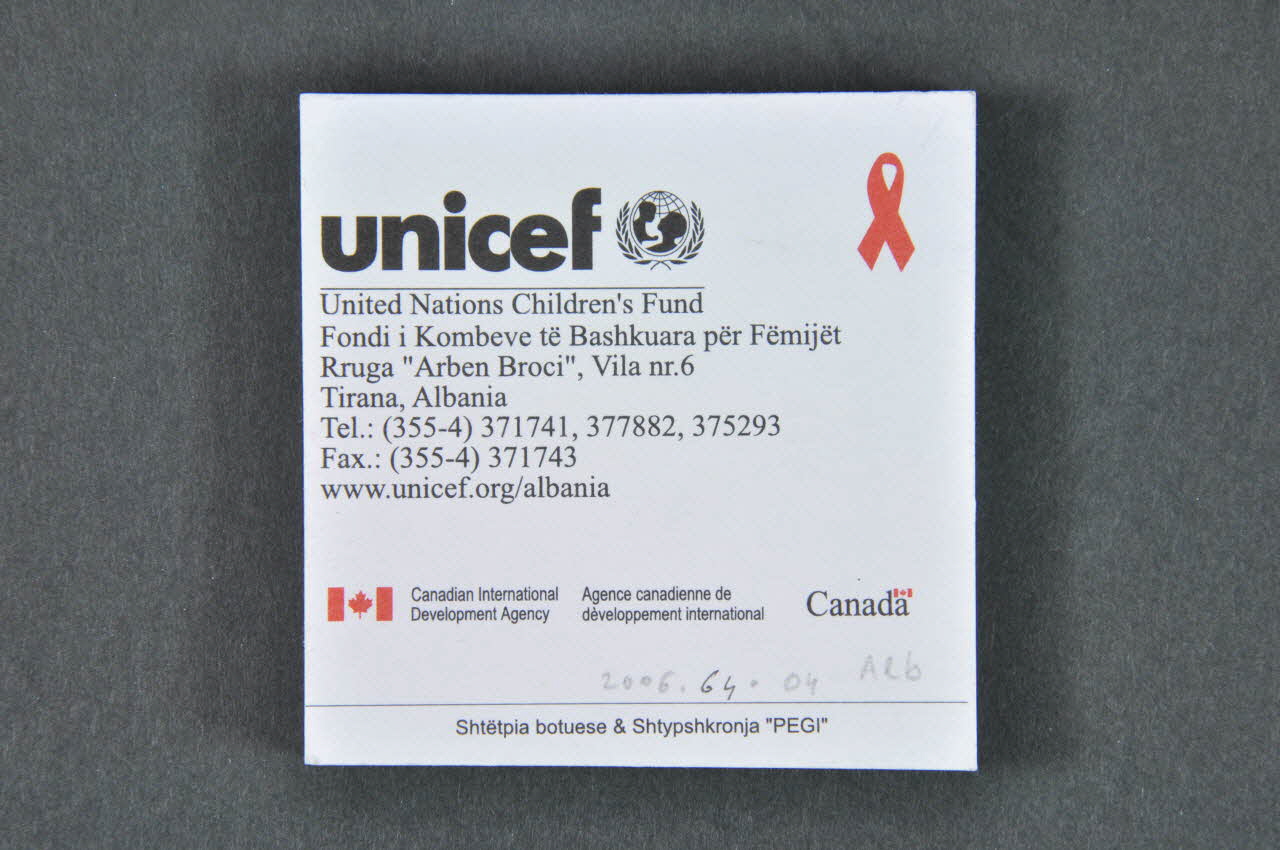 unicef
United Nations Children's Fund
Fondi i Kombeve të Bashkuara për Fëmijët
Rruga "Arben Broci", Vila nr.6
Tirana, Albania
Tel.: (355-4) 371741, 377882, 375293
Fax.: (355-4) 371743
www.unicef.org/albania
Canadian International
Development Agency
Agence canadienne de
dèveloppement international
Canada
2006.64.04 ALb
Shtëtpia botuese & Shtypshkronja "PEGI"